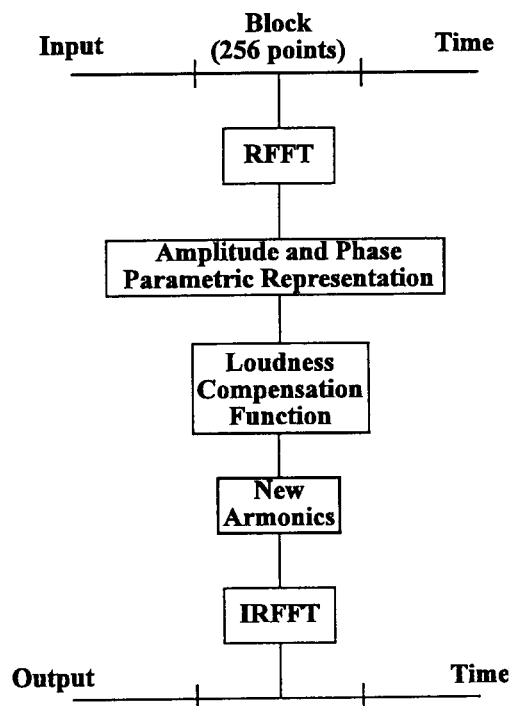 Input
Block
(256 points)
Time
RFFT
Amplitude and Phase
Parametric Representation
Loudness
Compensation
Function
New
Armonics
IRFFT
Output
Time